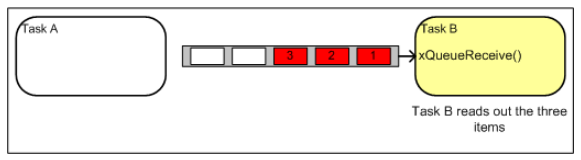 Task A
3 2 1
Task B
xQueueReceive()
Task B reads out the three
items